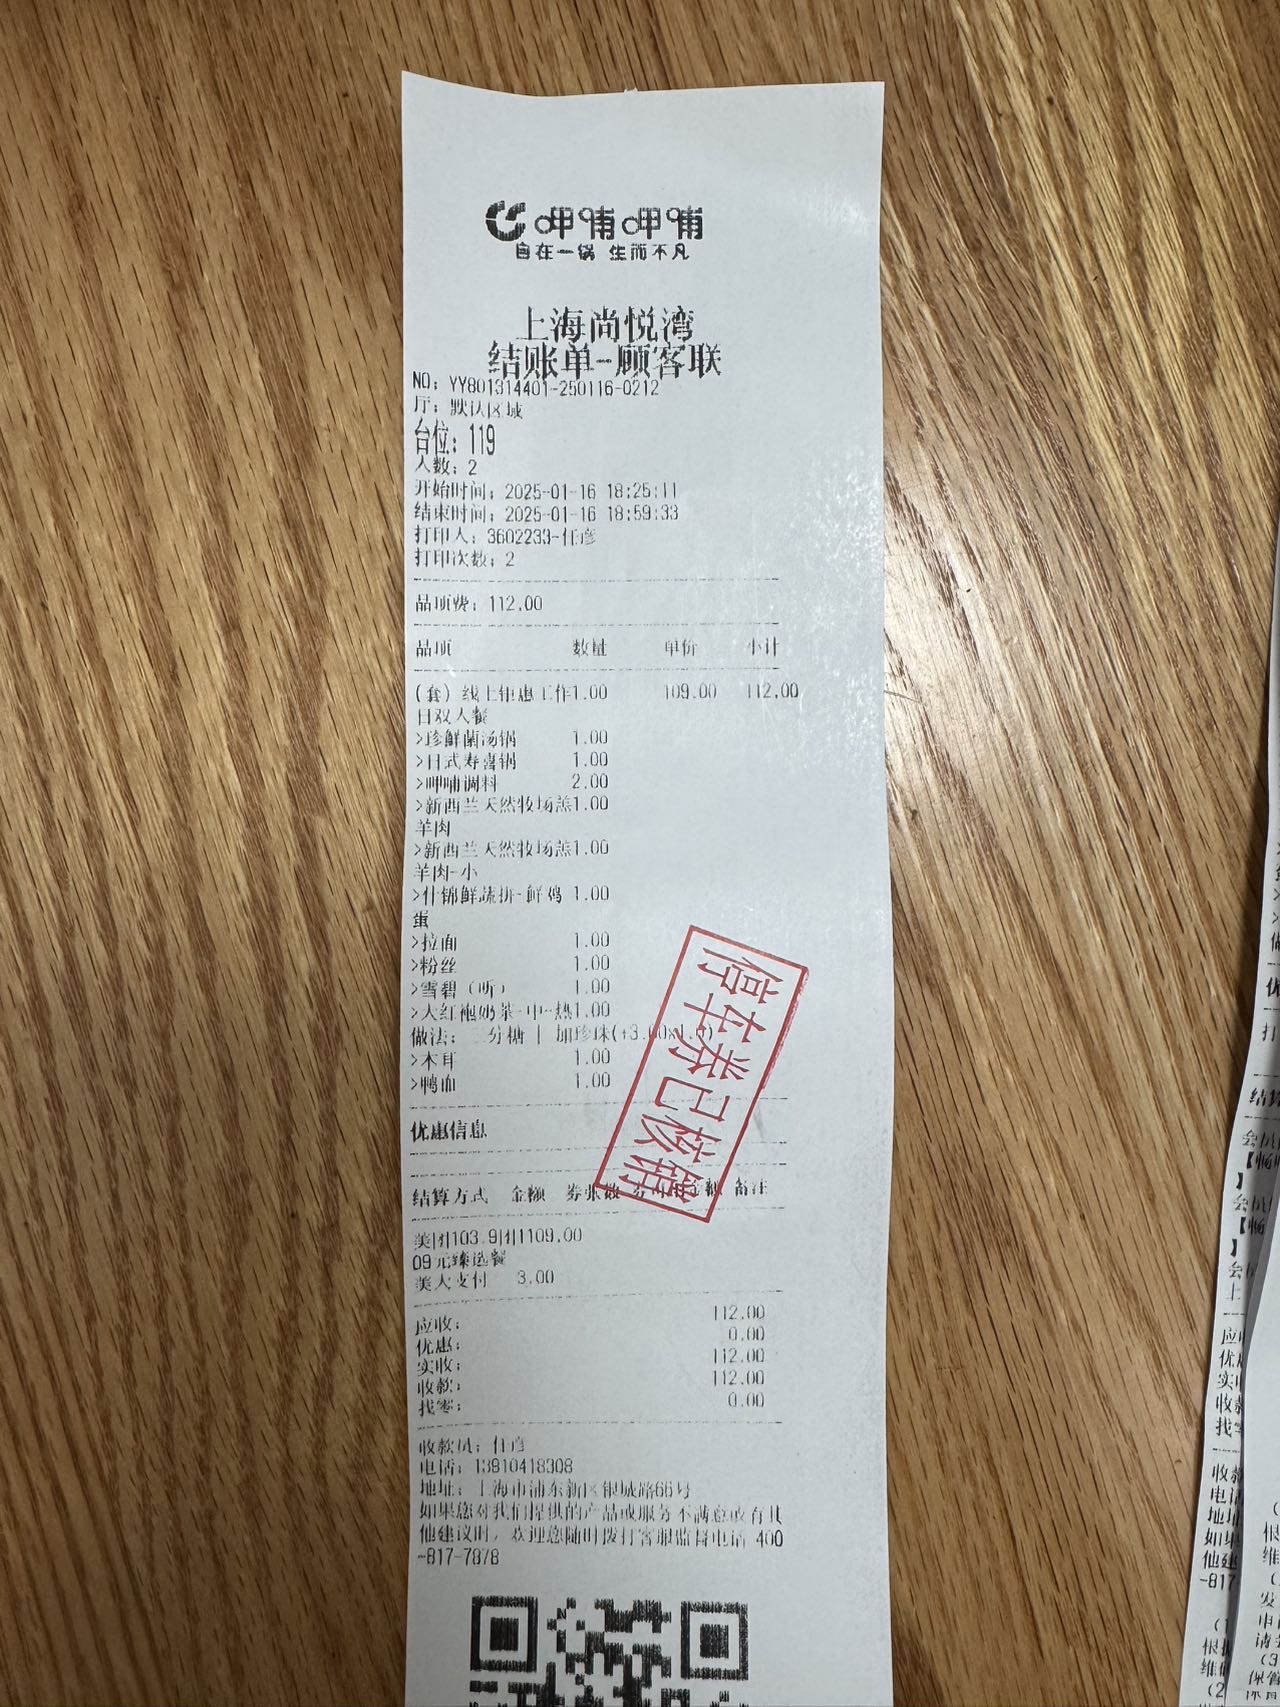 呷哺呷哺
自在一锅 生而不凡
上海尚悦湾
结账单-顾客联
NO: YY801314401-250116-0212
厅: 默认区域
台位: 119
人数: 2
开始时间: 2025-01-16 18:25:11
结束时间: 2025-01-16 18:59:33
打印人: 3602233-任彦
打印次数: 2
品项费: 112.00
品项 数量 单价 小计
(套)线上钜惠工作1.00 109.00 112.00
日双人餐
>珍鲜菌汤锅 1.00
>日式寿喜锅 1.00
>呷哺调料 2.00
>新西兰天然牧场羔1.00
羊肉
>新西兰天然牧场羔1.00
羊肉-小
>什锦鲜蔬拼-鲜鸡 1.00
蛋
>拉面 1.00
>粉丝 1.00
>雪碧(听) 1.00
>大红袍奶茶-中-热1.00
做法: 三分糖 | 加珍珠(+3.00x1.0)
>木耳 1.00
>鸭血 1.00
停车券已核销
优惠信息
结算方式 金额 券张数 备注
美团103.9抵109.00
09元臻选餐
美大支付 3.00
应收: 112.00
优惠: 0.00
实收: 112.00
收款: 112.00
找零: 0.00
收款员: 任彦
电话: 13910418308
地址: 上海市浦东新区银城路66号
如果您对我们提供的产品或服务不满意或有其
他建议时, 欢迎您随时拨打客服监督电话 400
-817-7878